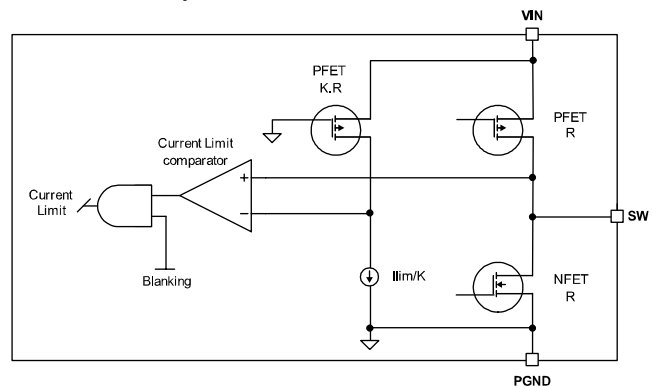 VIN
PFET
K.R
PFET
R
Current Limit
comparator
+
−
Current
Limit
Blanking
SW
Ilim/K
NFET
R
PGND